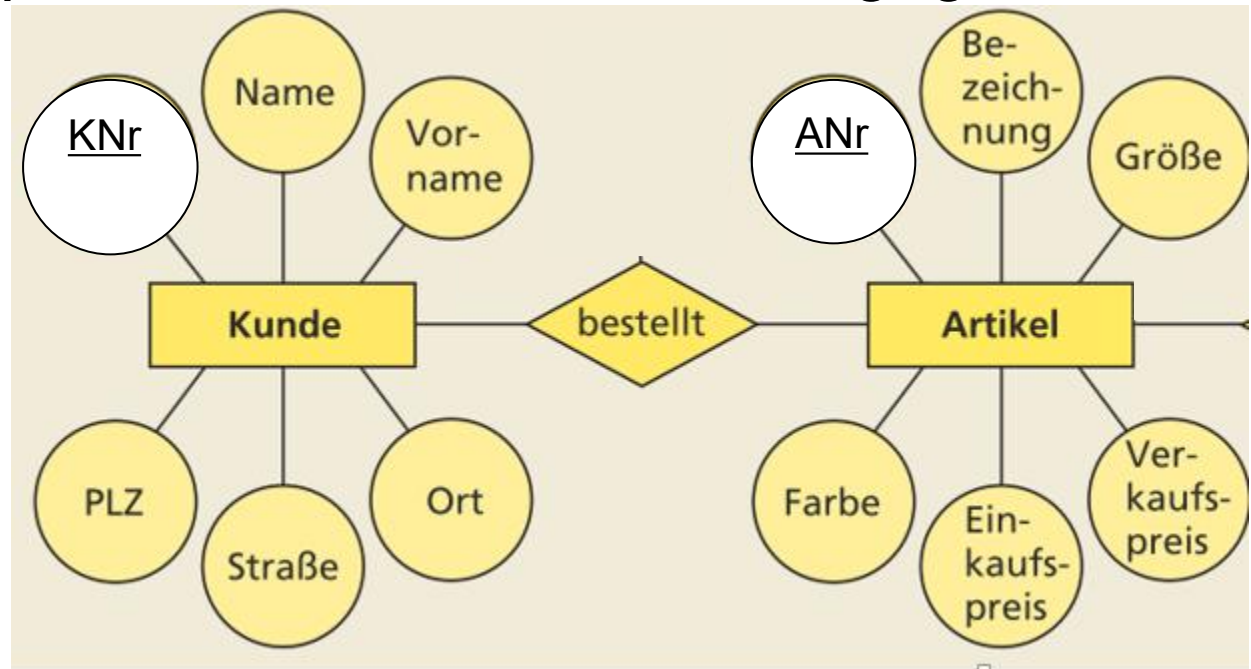 KNr
Name
Vor-
name
ANr
Be-
zeich-
nung
Größe
Kunde
bestellt
Artikel
PLZ
Straße
Ort
Farbe
Ein-
kaufs-
preis
Ver-
kaufs-
preis